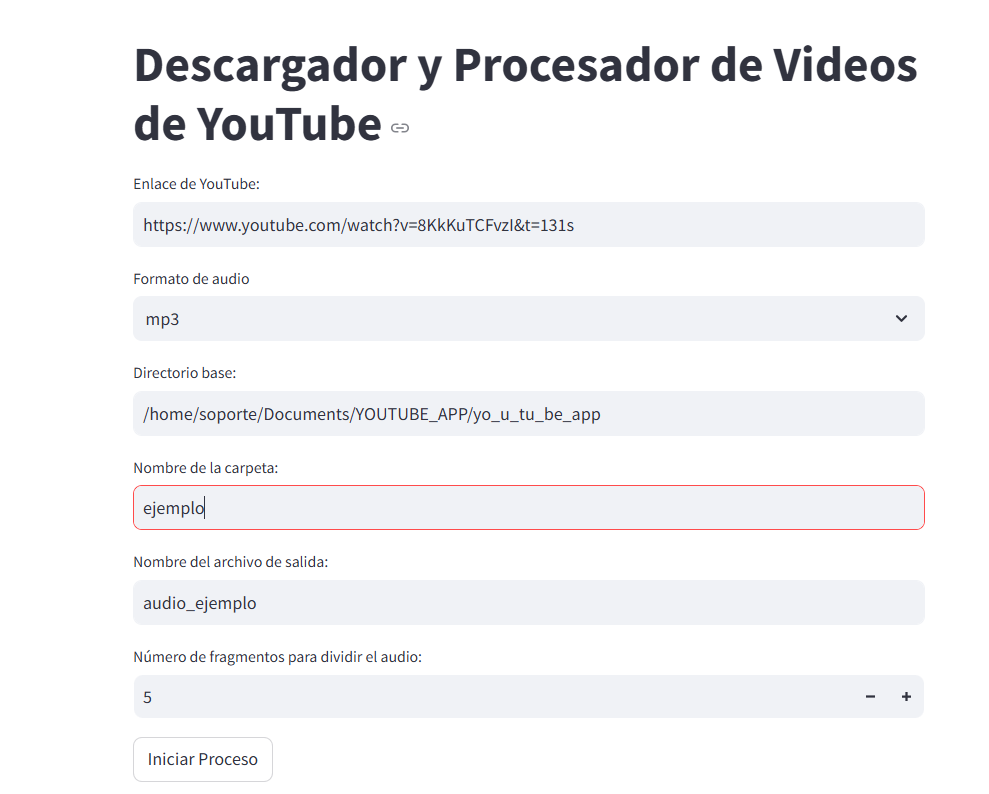 Descargador y Procesador de Videos
de YouTube
Enlace de YouTube:
https://www.youtube.com/watch?v=8KkKuTCFvzI&t=131s
Formato de audio
mp3
Directorio base:
/home/soporte/Documents/YOUTUBE_APP/yo_u_tu_be_app
Nombre de la carpeta:
ejemplo
Nombre del archivo de salida:
audio_ejemplo
Número de fragmentos para dividir el audio:
5 − +
Iniciar Proceso